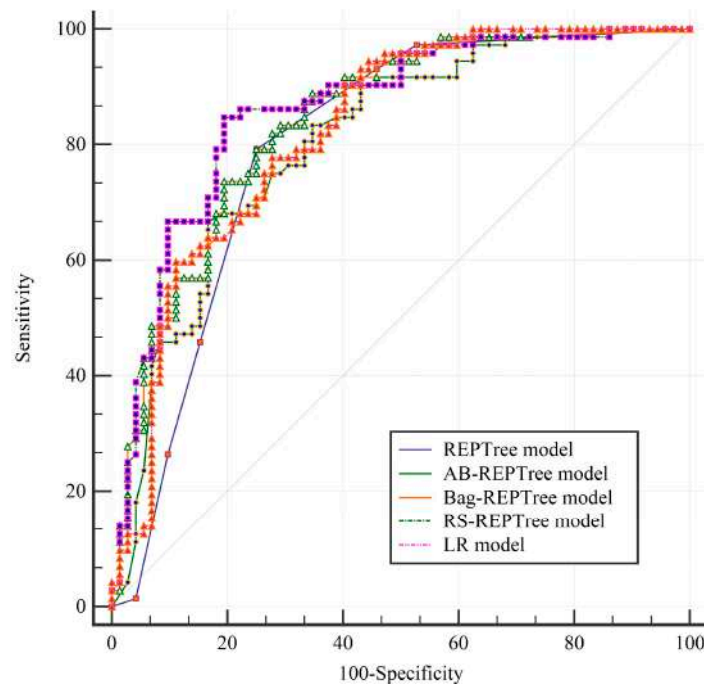 100
80
60
40
20
0
Sensitivity
REPTree model
AB-REPTree model
Bag-REPTree model
RS-REPTree model
LR model
0 20 40 60 80 100
100-Specificity